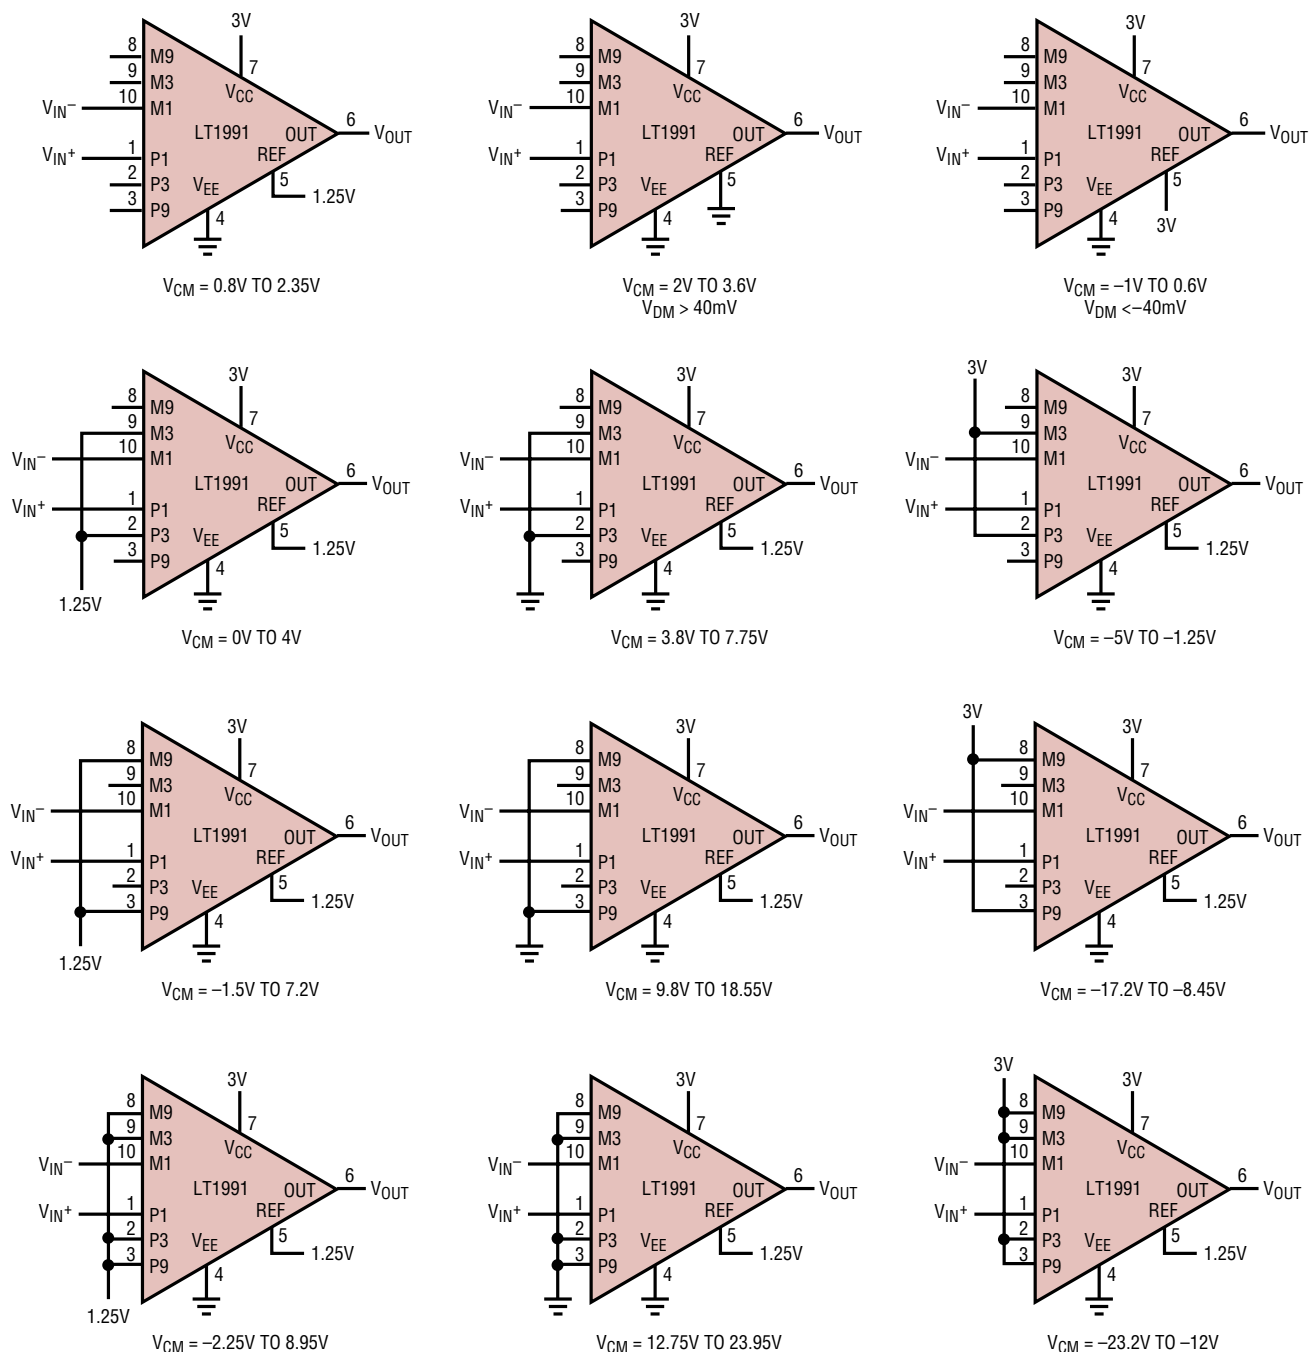 3V
8
M9
7
9
M3
VCC
VIN–
10
M1
LT1991
OUT
6
VOUT
VIN+
1
P1
REF
2
P3
VEE
5
1.25V
3
P9
4
VCM = 0.8V TO 2.35V
3V
8
M9
7
9
M3
VCC
VIN–
10
M1
LT1991
OUT
6
VOUT
VIN+
1
P1
REF
2
P3
VEE
5
3
P9
4
VCM = 2V TO 3.6V
VDM > 40mV
3V
8
M9
7
9
M3
VCC
VIN–
10
M1
LT1991
OUT
6
VOUT
VIN+
1
P1
REF
2
P3
VEE
5
3
P9
4
3V
VCM = –1V TO 0.6V
VDM <–40mV
3V
8
M9
7
9
M3
VCC
VIN–
10
M1
LT1991
OUT
6
VOUT
VIN+
1
P1
REF
2
P3
VEE
5
1.25V
3
P9
4
1.25V
VCM = 0V TO 4V
3V
8
M9
7
9
M3
VCC
VIN–
10
M1
LT1991
OUT
6
VOUT
VIN+
1
P1
REF
2
P3
VEE
5
1.25V
3
P9
4
VCM = 3.8V TO 7.75V
3V
3V
8
M9
7
9
M3
VCC
VIN–
10
M1
LT1991
OUT
6
VOUT
VIN+
1
P1
REF
2
P3
VEE
5
1.25V
3
P9
4
VCM = –5V TO –1.25V
3V
8
M9
7
9
M3
VCC
VIN–
10
M1
LT1991
OUT
6
VOUT
VIN+
1
P1
REF
2
P3
VEE
5
1.25V
3
P9
4
1.25V
VCM = –1.5V TO 7.2V
3V
8
M9
7
9
M3
VCC
VIN–
10
M1
LT1991
OUT
6
VOUT
VIN+
1
P1
REF
2
P3
VEE
5
1.25V
3
P9
4
VCM = 9.8V TO 18.55V
3V
3V
8
M9
7
9
M3
VCC
VIN–
10
M1
LT1991
OUT
6
VOUT
VIN+
1
P1
REF
2
P3
VEE
5
1.25V
3
P9
4
VCM = –17.2V TO –8.45V
3V
8
M9
7
9
M3
VCC
VIN–
10
M1
LT1991
OUT
6
VOUT
VIN+
1
P1
REF
2
P3
VEE
5
1.25V
3
P9
4
1.25V
VCM = –2.25V TO 8.95V
3V
8
M9
7
9
M3
VCC
VIN–
10
M1
LT1991
OUT
6
VOUT
VIN+
1
P1
REF
2
P3
VEE
5
1.25V
3
P9
4
VCM = 12.75V TO 23.95V
3V
3V
8
M9
7
9
M3
VCC
VIN–
10
M1
LT1991
OUT
6
VOUT
VIN+
1
P1
REF
2
P3
VEE
5
1.25V
3
P9
4
VCM = –23.2V TO –12V